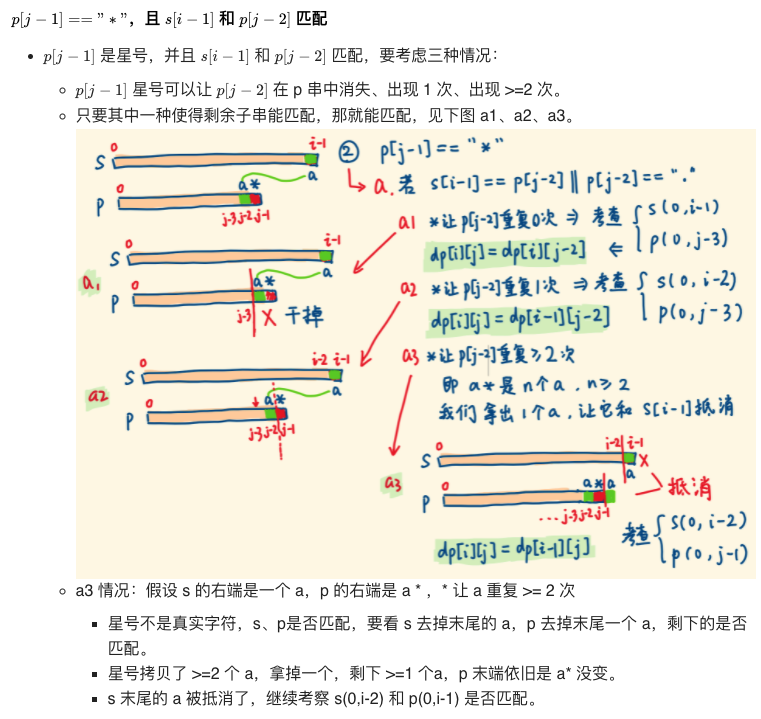 p[j − 1] == " * "，且 s[i − 1] 和 p[j − 2] 匹配
p[j − 1] 是星号，并且 s[i − 1] 和 p[j − 2] 匹配，要考虑三种情况：
p[j − 1] 星号可以让 p[j − 2] 在 p 串中消失、出现 1 次、出现 >=2 次。
只要其中一种使得剩余子串能匹配，那就能匹配，见下图 a1、a2、a3。
0 i-1
S
a* a
0
P
j-3 j-2 j-1
② p[j-1] == "*"
a. 若 s[i-1] == p[j-2] || p[j-2] == "."
a1 *让p[j-2]重复0次 ⇒ 考查 { s(0,i-1)
dp[i][j] = dp[i][j-2] ⇐ p(0,j-3)
0 i-1
S
a1
a* a
0
P
j-3 X 干掉
a2 *让p[j-2]重复1次 ⇒ 考查 { s(0,i-2)
dp[i][j] = dp[i-1][j-2] p(0,j-3)
0 i-2 i-1
S
a2
a* a
0
P
j-3 j-2 j-1
a3 *让p[j-2]重复≥2次
即 a* 是n个a，n≥2
我们拿出1个a，让它和 S[i-1]抵消
0 i-2 i-1
S X
a
a3 抵消
0 a* a
P
... j-3 j-2 j-1
考查 { s(0,i-2)
dp[i][j] = dp[i-1][j] p(0,j-1)
a3 情况：假设 s 的右端是一个 a，p 的右端是 a * ，* 让 a 重复 >= 2 次
星号不是真实字符，s、p是否匹配，要看 s 去掉末尾的 a，p 去掉末尾一个 a，剩下的是否
匹配。
星号拷贝了 >=2 个 a，拿掉一个，剩下 >=1 个a，p 末端依旧是 a* 没变。
s 末尾的 a 被抵消了，继续考察 s(0,i-2) 和 p(0,i-1) 是否匹配。